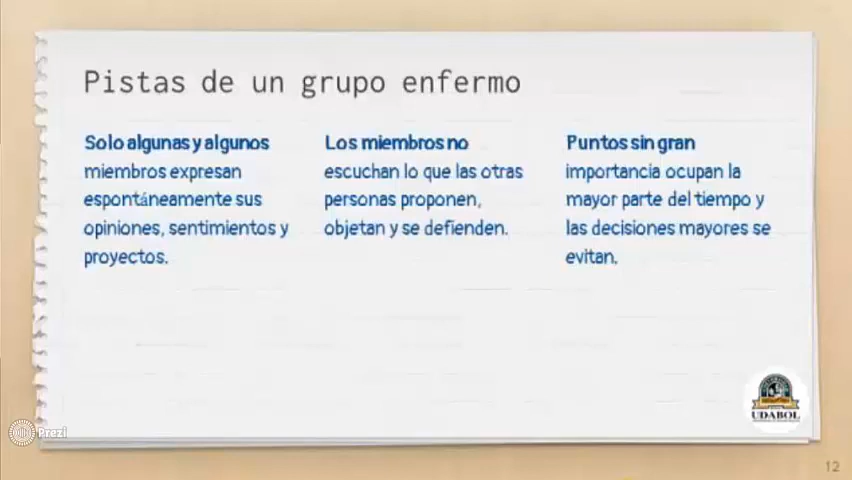 Pistas de un grupo enfermo
Solo algunas y algunos
miembros expresan
espontáneamente sus
opiniones, sentimientos y
proyectos.
Los miembros no
escuchan lo que las otras
personas proponen,
objetan y se defienden.
Puntos sin gran
importancia ocupan la
mayor parte del tiempo y
las decisiones mayores se
evitan.
UDABOL
Prezi
12